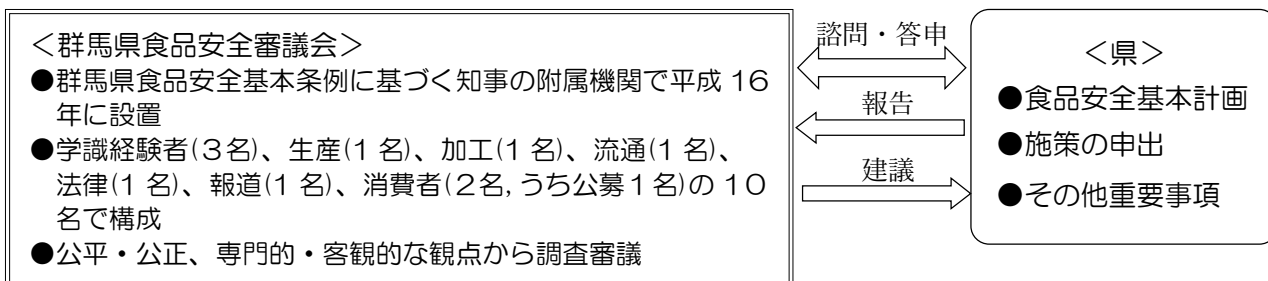 <群馬県食品安全審議会>
●群馬県食品安全基本条例に基づく知事の附属機関で平成16
年に設置
●学識経験者(3名)、生産(1名)、加工(1名)、流通(1名)、
法律(1名)、報道(1名)、消費者(2名,うち公募1名)の10
名で構成
●公平・公正、専門的・客観的な観点から調査審議
諮問・答申
報告
建議
<県>
●食品安全基本計画
●施策の申出
●その他重要事項